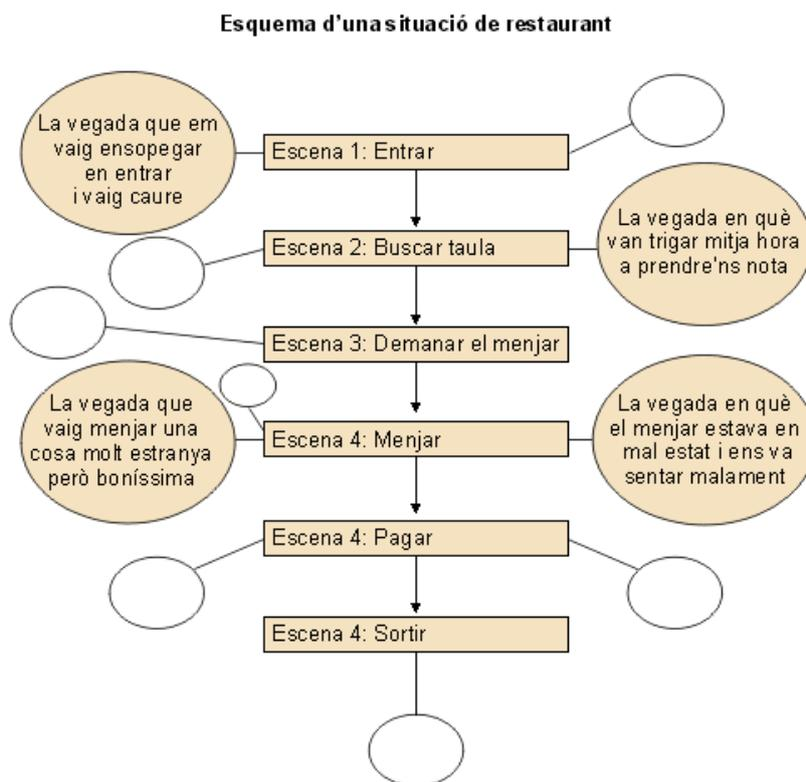 Esquema d'una situació de restaurant
La vegada que em
vaig ensopegar
en entrar
i vaig caure
Escena 1: Entrar
Escena 2: Buscar taula
La vegada en què
van trigar mitja hora
a prendre'ns nota
Escena 3: Demanar el menjar
La vegada que
vaig menjar una
cosa molt estranya
però boníssima
Escena 4: Menjar
La vegada en què
el menjar estava en
mal estat i ens va
sentar malament
Escena 4: Pagar
Escena 4: Sortir